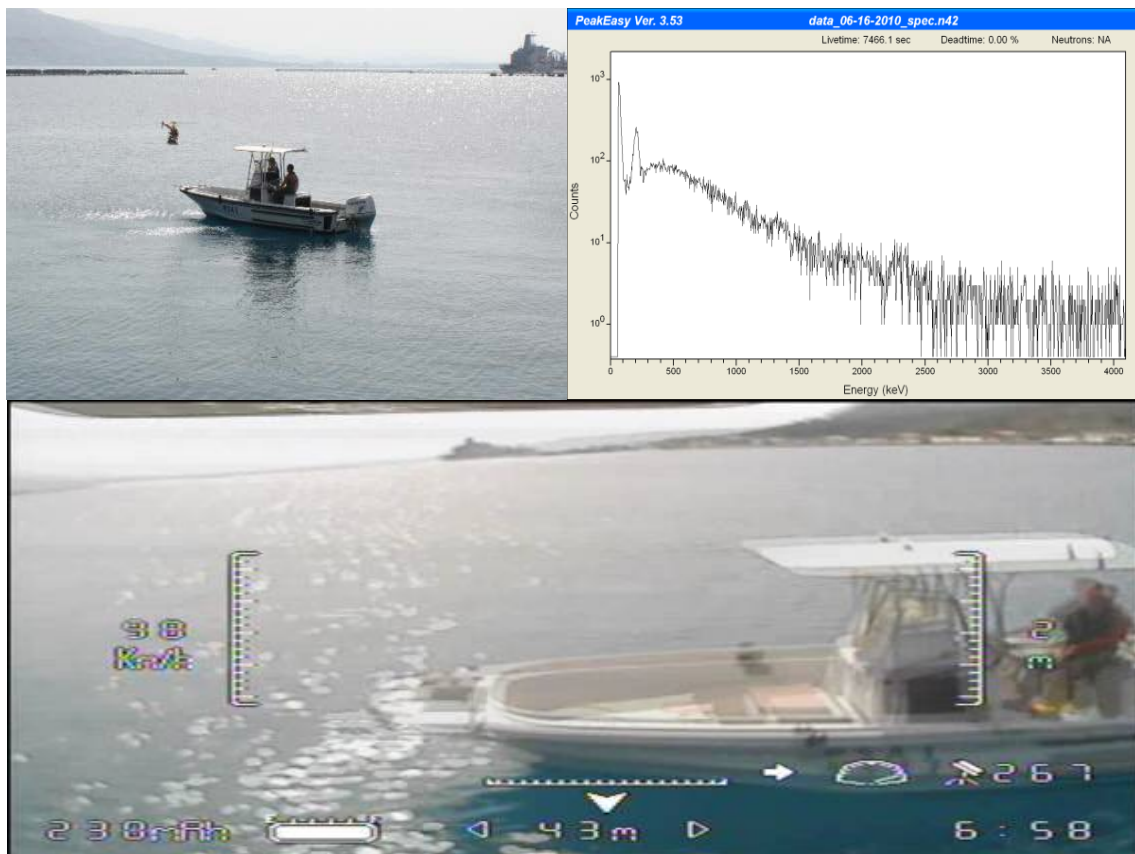 PeakEasy Ver. 3.53 data_06-16-2010_spec.n42
Livetime: 7466.1 sec Deadtime: 0.00 % Neutrons: NA
10³
10²
10¹
10⁰
Counts
0 500 1000 1500 2000 2500 3000 3500 4000
Energy (keV)
98 2
Km/h m
267
230mAh 43m 6:58